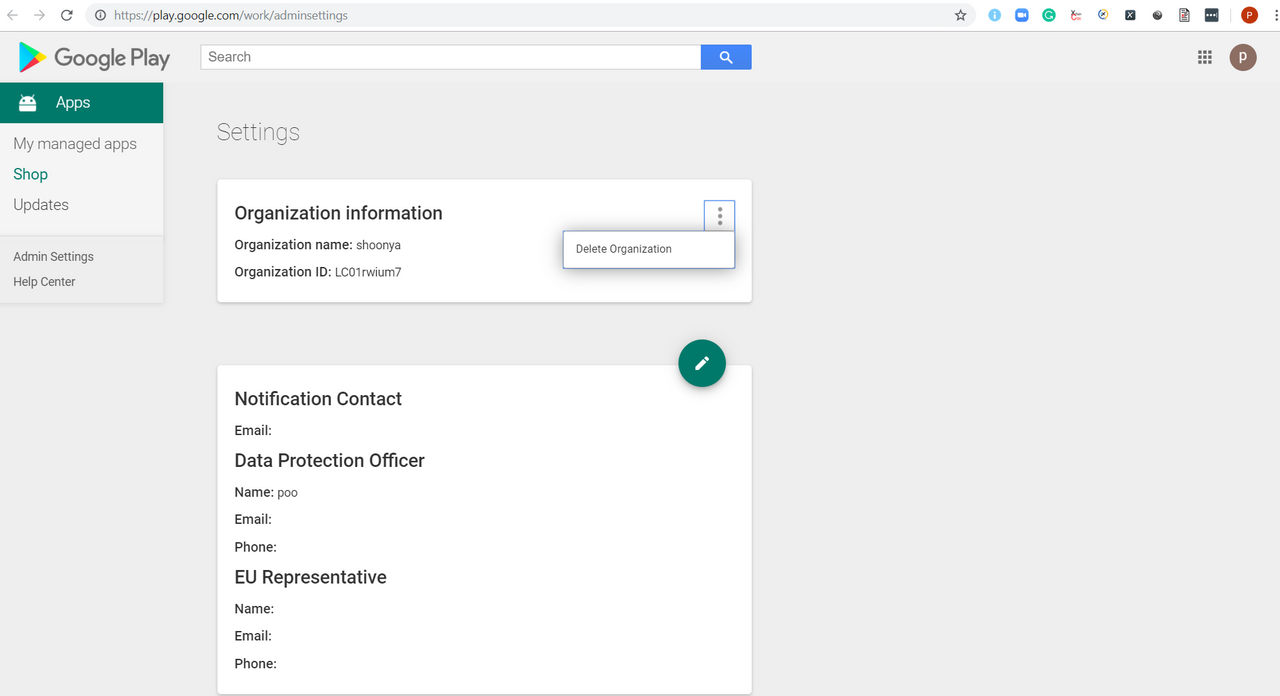 https://play.google.com/work/adminsettings
P
Google Play
Search
p
Apps
My managed apps
Shop
Updates
Admin Settings
Help Center
Settings
Organization information
Organization name: shoonya
Delete Organization
Organization ID: LC01rwium7
Notification Contact
Email:
Data Protection Officer
Name: poo
Email:
Phone:
EU Representative
Name:
Email:
Phone: